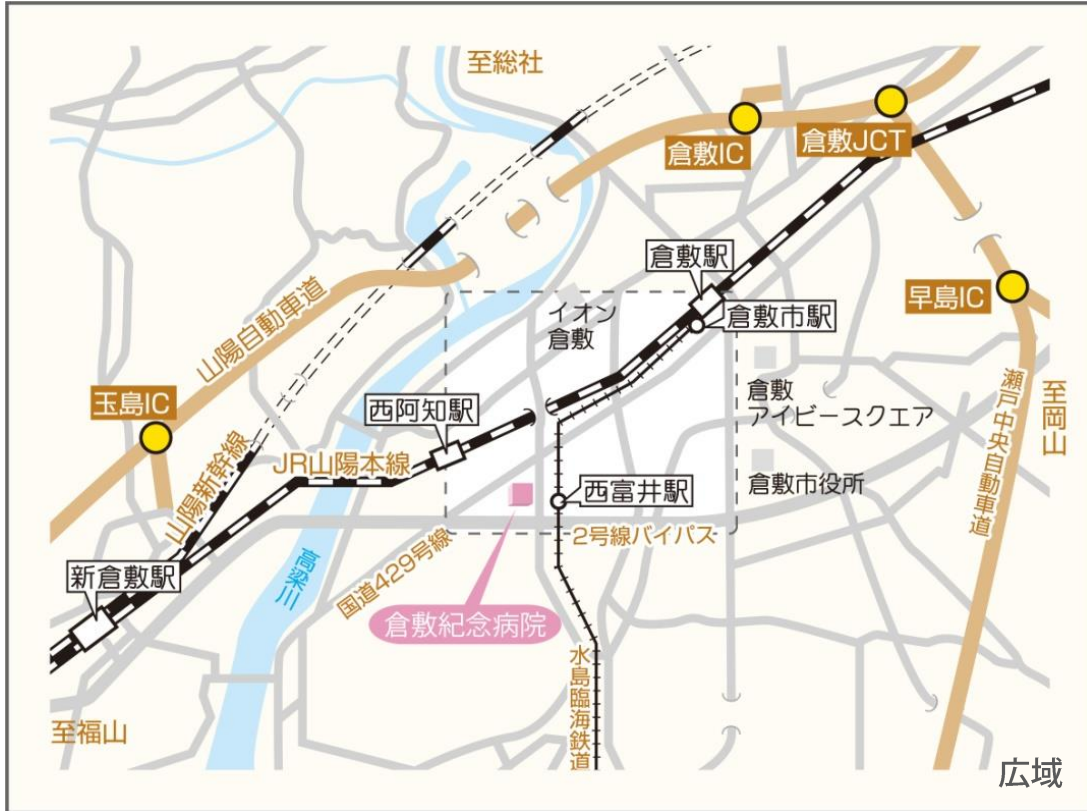 至総社
倉敷IC
倉敷JCT
倉敷駅
倉敷市駅
早島IC
イオン
倉敷
山陽自動車道
玉島IC
西阿知駅
倉敷
アイビースクエア
至岡山
瀬戸中央自動車道
山陽新幹線
JR山陽本線
西富井駅
倉敷市役所
2号線バイパス
国道429号線
高梁川
新倉敷駅
倉敷紀念病院
水島臨海鉄道
至福山
広域